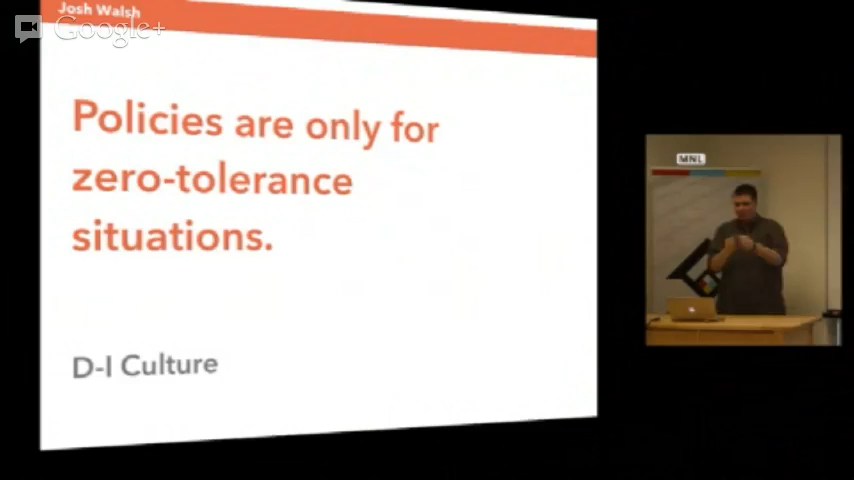 Josh Walsh
Google+
Policies are only for
zero-tolerance
situations.
D-I Culture
MNL